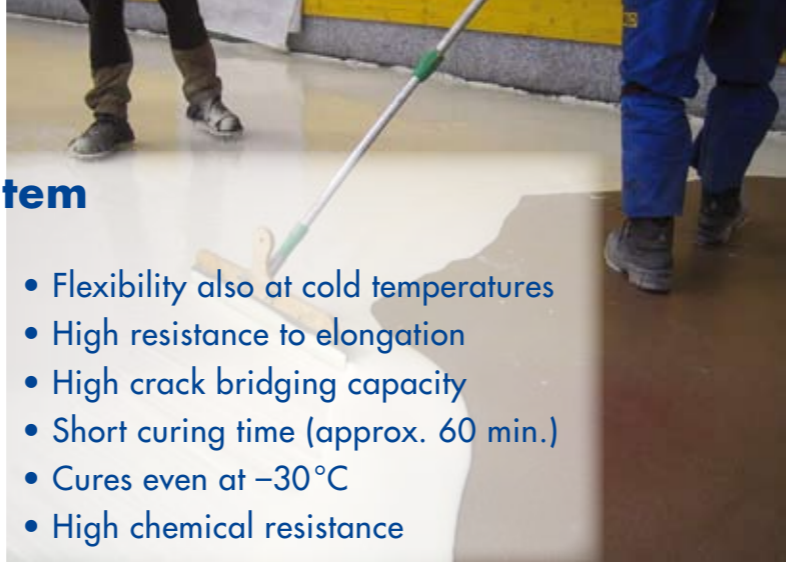 tem
• Flexibility also at cold temperatures
• High resistance to elongation
• High crack bridging capacity
• Short curing time (approx. 60 min.)
• Cures even at –30°C
• High chemical resistance